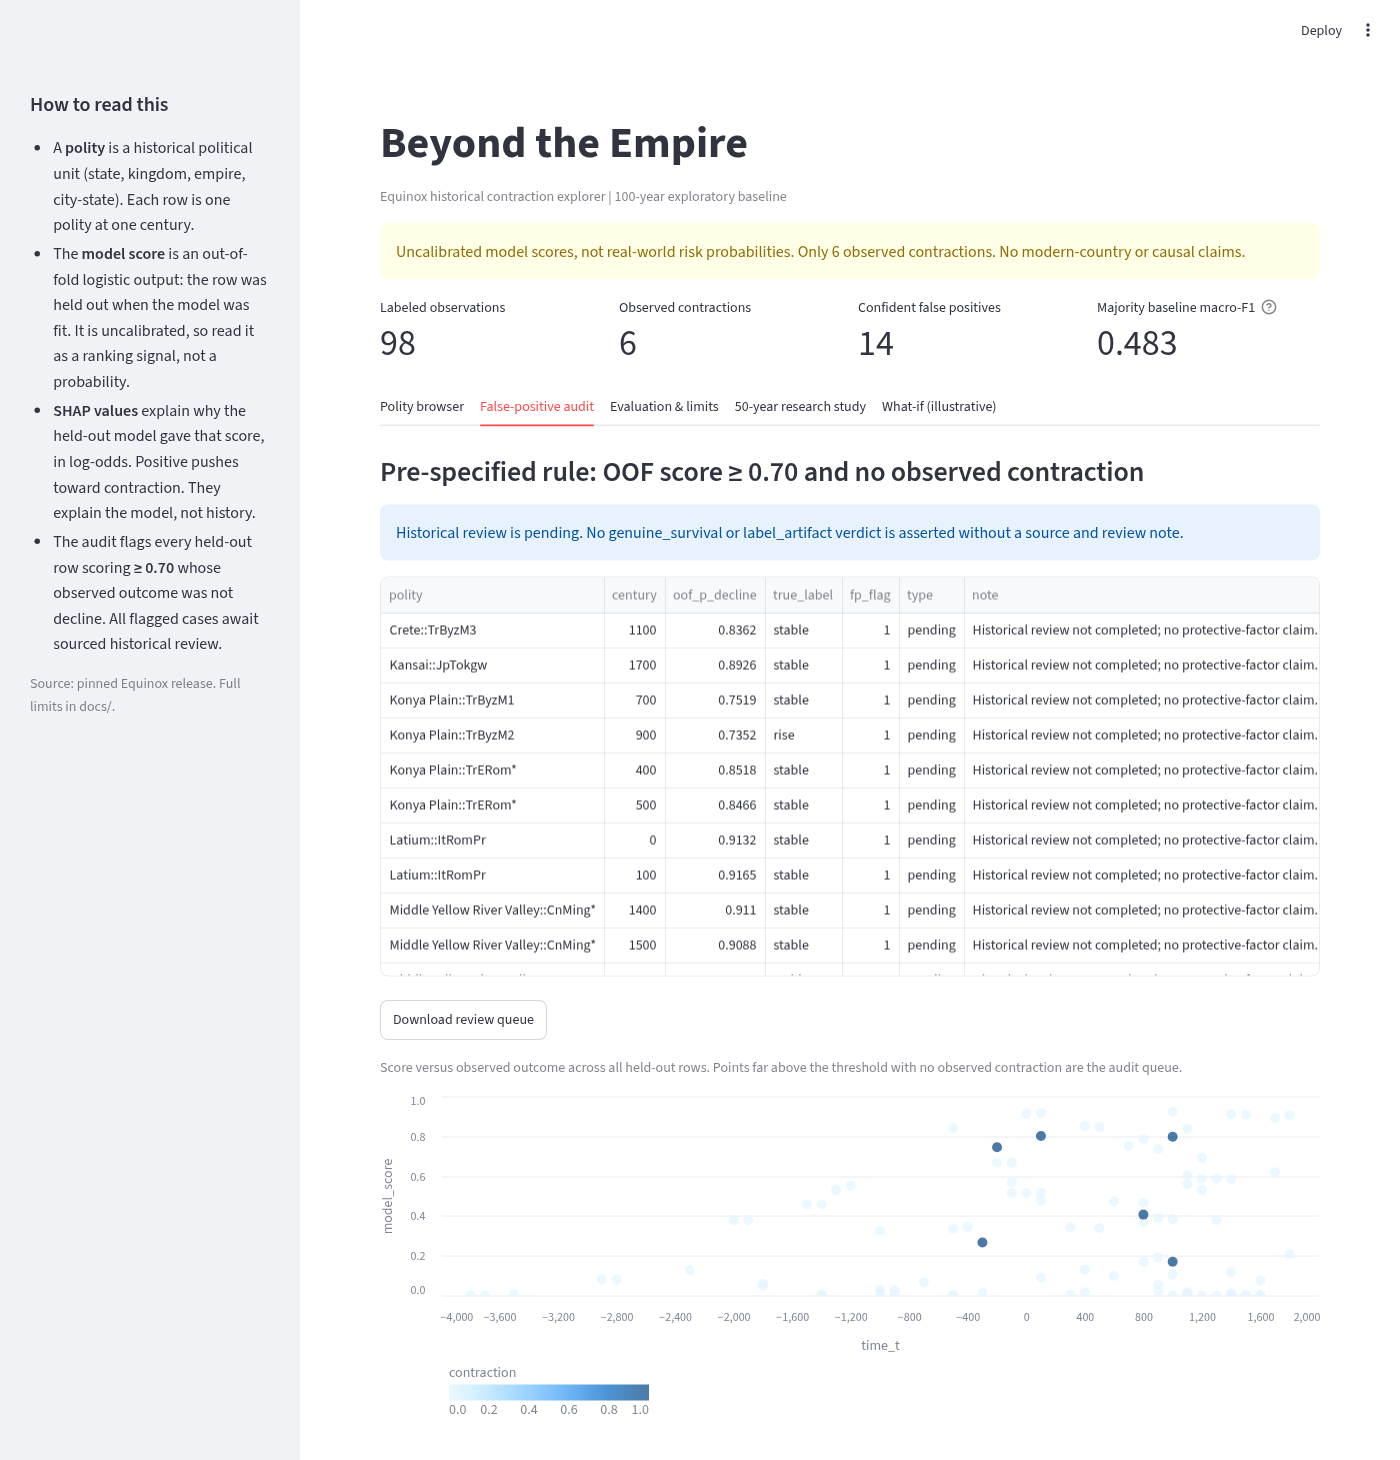 Deploy
How to read this
A polity is a historical political
unit (state, kingdom, empire,
city-state). Each row is one
polity at one century.
The model score is an out-of-
fold logistic output: the row was
held out when the model was
fit. It is uncalibrated, so read it
as a ranking signal, not a
probability.
SHAP values explain why the
held-out model gave that score,
in log-odds. Positive pushes
toward contraction. They
explain the model, not history.
The audit flags every held-out
row scoring ≥ 0.70 whose
observed outcome was not
decline. All flagged cases await
sourced historical review.
Source: pinned Equinox release. Full
limits in docs/.
Beyond the Empire
Equinox historical contraction explorer | 100-year exploratory baseline
Uncalibrated model scores, not real-world risk probabilities. Only 6 observed contractions. No modern-country or causal claims.
Labeled observations Observed contractions Confident false positives Majority baseline macro-F1
98 6 14 0.483
Polity browser False-positive audit Evaluation & limits 50-year research study What-if (illustrative)
Pre-specified rule: OOF score ≥ 0.70 and no observed contraction
Historical review is pending. No genuine_survival or label_artifact verdict is asserted without a source and review note.
polity century oof_p_decline true_label fp_flag type note
Crete::TrByzM3 1100 0.8362 stable 1 pending Historical review not completed; no protective-factor claim.
Kansai::JpTokgw 1700 0.8926 stable 1 pending Historical review not completed; no protective-factor claim.
Konya Plain::TrByzM1 700 0.7519 stable 1 pending Historical review not completed; no protective-factor claim.
Konya Plain::TrByzM2 900 0.7352 rise 1 pending Historical review not completed; no protective-factor claim.
Konya Plain::TrERom* 400 0.8518 stable 1 pending Historical review not completed; no protective-factor claim.
Konya Plain::TrERom* 500 0.8466 stable 1 pending Historical review not completed; no protective-factor claim.
Latium::ItRomPr 0 0.9132 stable 1 pending Historical review not completed; no protective-factor claim.
Latium::ItRomPr 100 0.9165 stable 1 pending Historical review not completed; no protective-factor claim.
Middle Yellow River Valley::CnMing* 1400 0.911 stable 1 pending Historical review not completed; no protective-factor claim.
Middle Yellow River Valley::CnMing* 1500 0.9088 stable 1 pending Historical review not completed; no protective-factor claim.
Download review queue
Score versus observed outcome across all held-out rows. Points far above the threshold with no observed contraction are the audit queue.
model_score
1.0
0.8
0.6
0.4
0.2
0.0
−4,000 −3,600 −3,200 −2,800 −2,400 −2,000 −1,600 −1,200 −800 −400 0 400 800 1,200 1,600 2,000
time_t
contraction
0.0 0.2 0.4 0.6 0.8 1.0